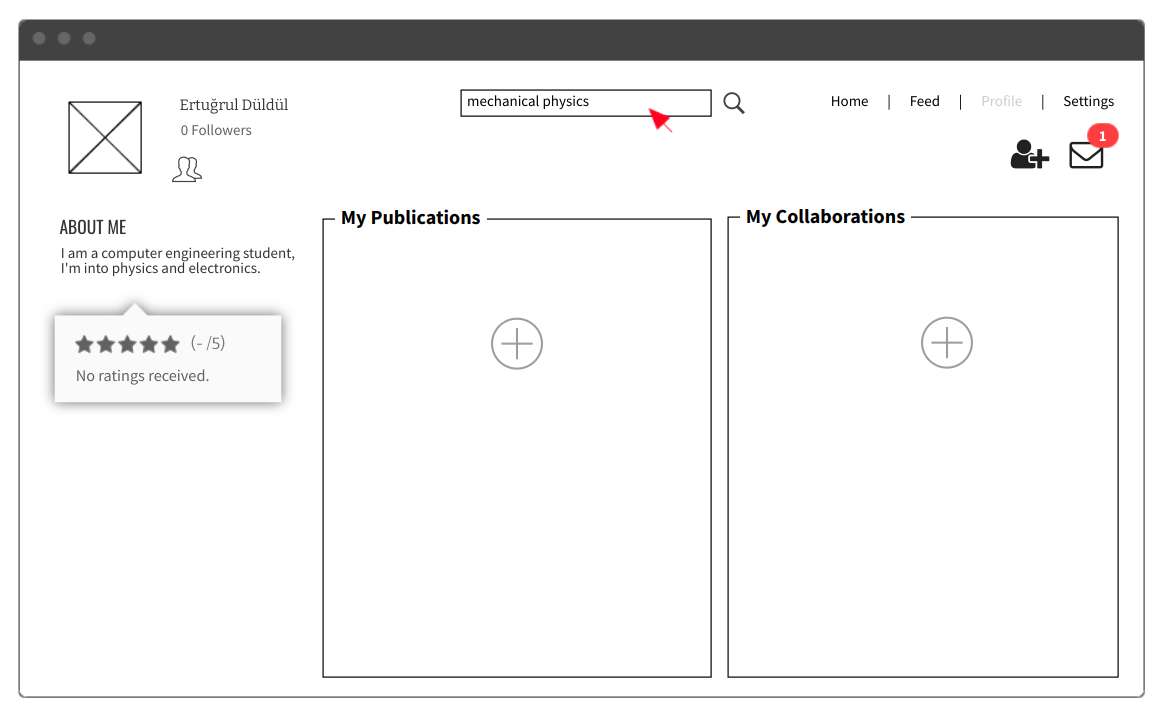 Ertuğrul Düldül
0 Followers
mechanical physics
Home | Feed | Profile | Settings
1
ABOUT ME
I am a computer engineering student,
I'm into physics and electronics.
(- /5)
No ratings received.
My Publications
My Collaborations